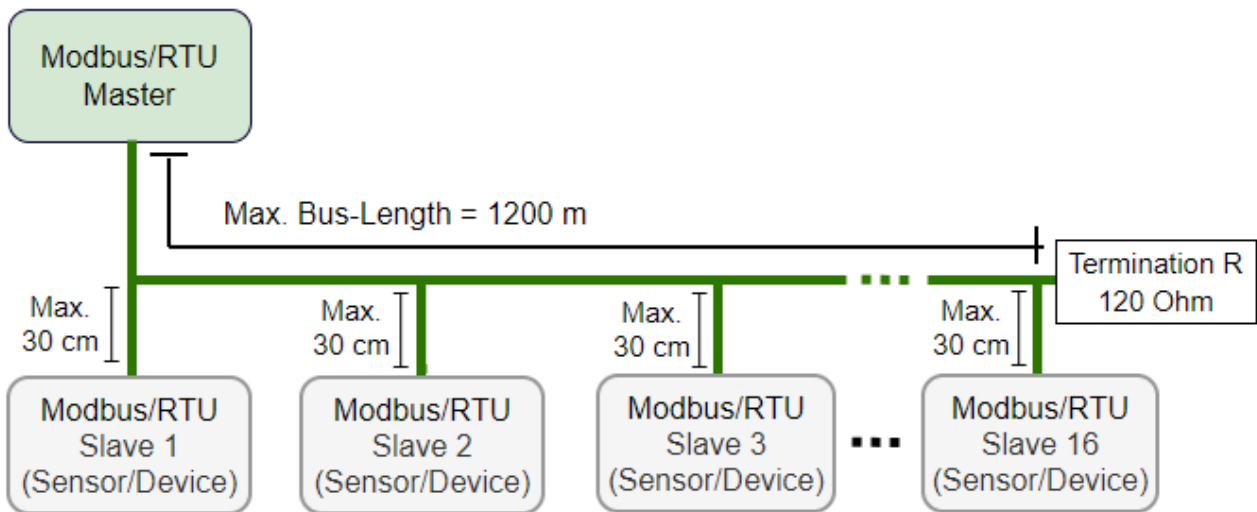 Modbus/RTU
Master
Max. Bus-Length = 1200 m
Termination R
120 Ohm
Max.
30 cm
Max.
30 cm
Max.
30 cm
Max.
30 cm
Modbus/RTU
Slave 1
(Sensor/Device)
Modbus/RTU
Slave 2
(Sensor/Device)
Modbus/RTU
Slave 3
(Sensor/Device)
Modbus/RTU
Slave 16
(Sensor/Device)